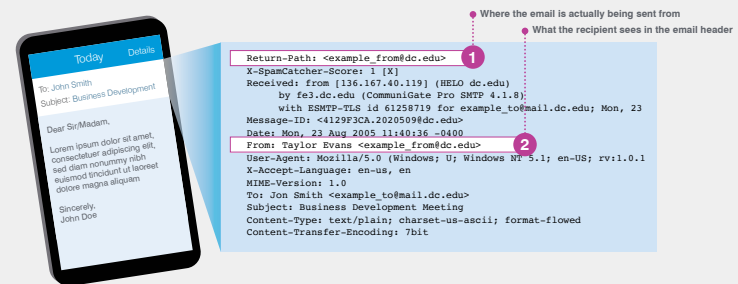 Where the email is actually being sent from
What the recipient sees in the email header
Today
Details
To: John Smith
Subject: Business Development
Dear Sir/Madam,
Lorem ipsum dolor sit amet,
consectetuer adipiscing elit,
sed diam nonummy nibh
euismod tincidunt ut laoreet
dolore magna aliquam
Sincerely,
John Doe
Return-Path: <example_from@dc.edu>
1
X-SpamCatcher-Score: 1 [X]
Received: from [136.167.40.119] (HELO dc.edu)
by fe3.dc.edu (CommuniGate Pro SMTP 4.1.8)
with ESMTP-TLS id 61258719 for example_to@mail.dc.edu; Mon, 23
Message-ID: <4129F3CA.2020509@dc.edu>
Date: Mon, 23 Aug 2005 11:40:36 -0400
From: Taylor Evans <example_from@dc.edu>
2
User-Agent: Mozilla/5.0 (Windows; U; Windows NT 5.1; en-US; rv:1.0.1
X-Accept-Language: en-us, en
MIME-Version: 1.0
To: Jon Smith <example_to@mail.dc.edu>
Subject: Business Development Meeting
Content-Type: text/plain; charset-us-ascii; format-flowed
Content-Transfer-Encoding: 7bit